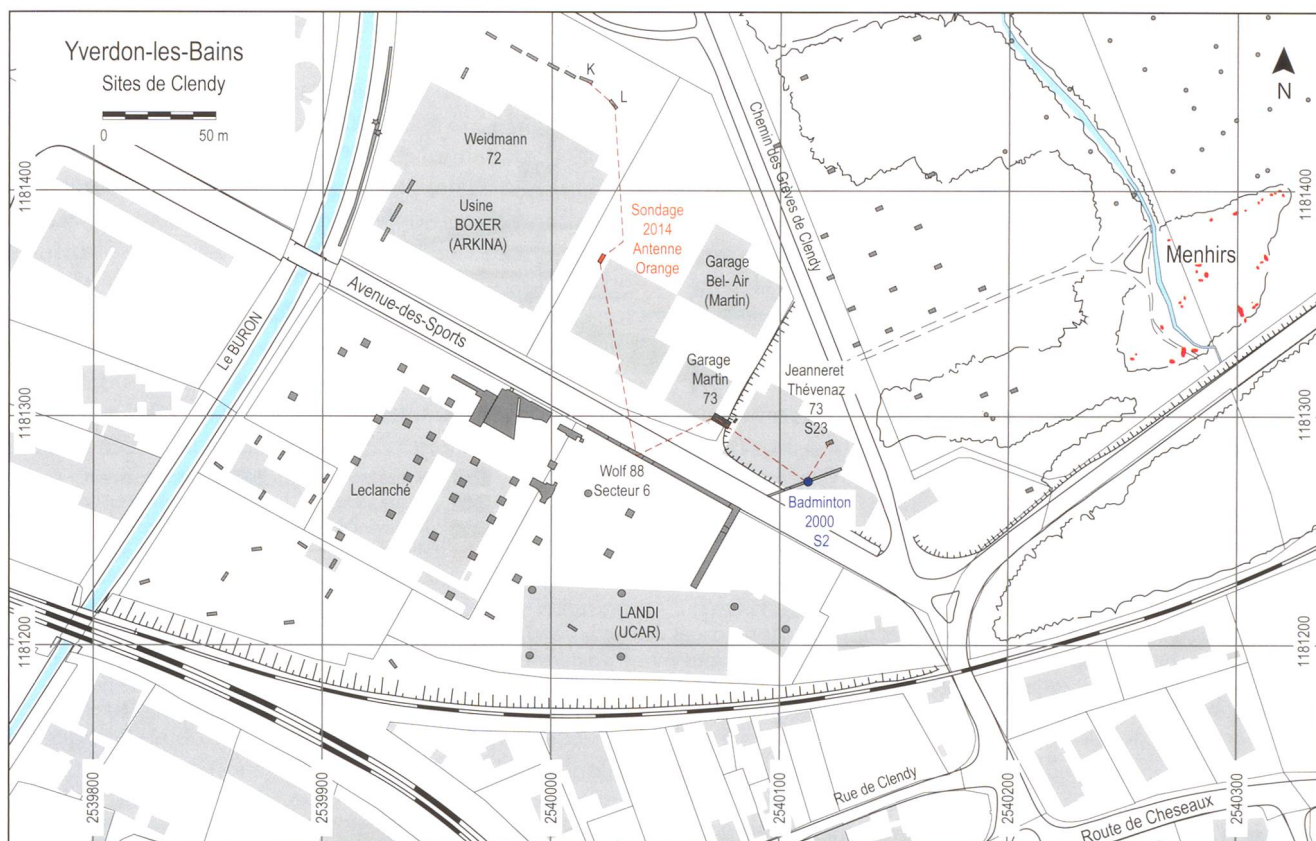 Yverdon-les-Bains
Sites de Clendy
0 50 m
N
K
L
Weidmann
72
Usine
BOXER
(ARKINA)
Chemin des Grèves de Clendy
1181400
1181400
Sondage
2014
Antenne
Orange
Garage
Bel- Air
(Martin)
Menhirs
Avenue-des-Sports
Le BURON
Garage
Martin
73
Jeanneret
Thévenaz
73
S23
1181300
1181300
Leclanché
Wolf 88
Secteur 6
Badminton
2000
S2
LANDI
(UCAR)
1181200
1181200
Rue de Clendy
Route de Cheseaux
2539800
2539900
2540000
2540100
2540200
2540300